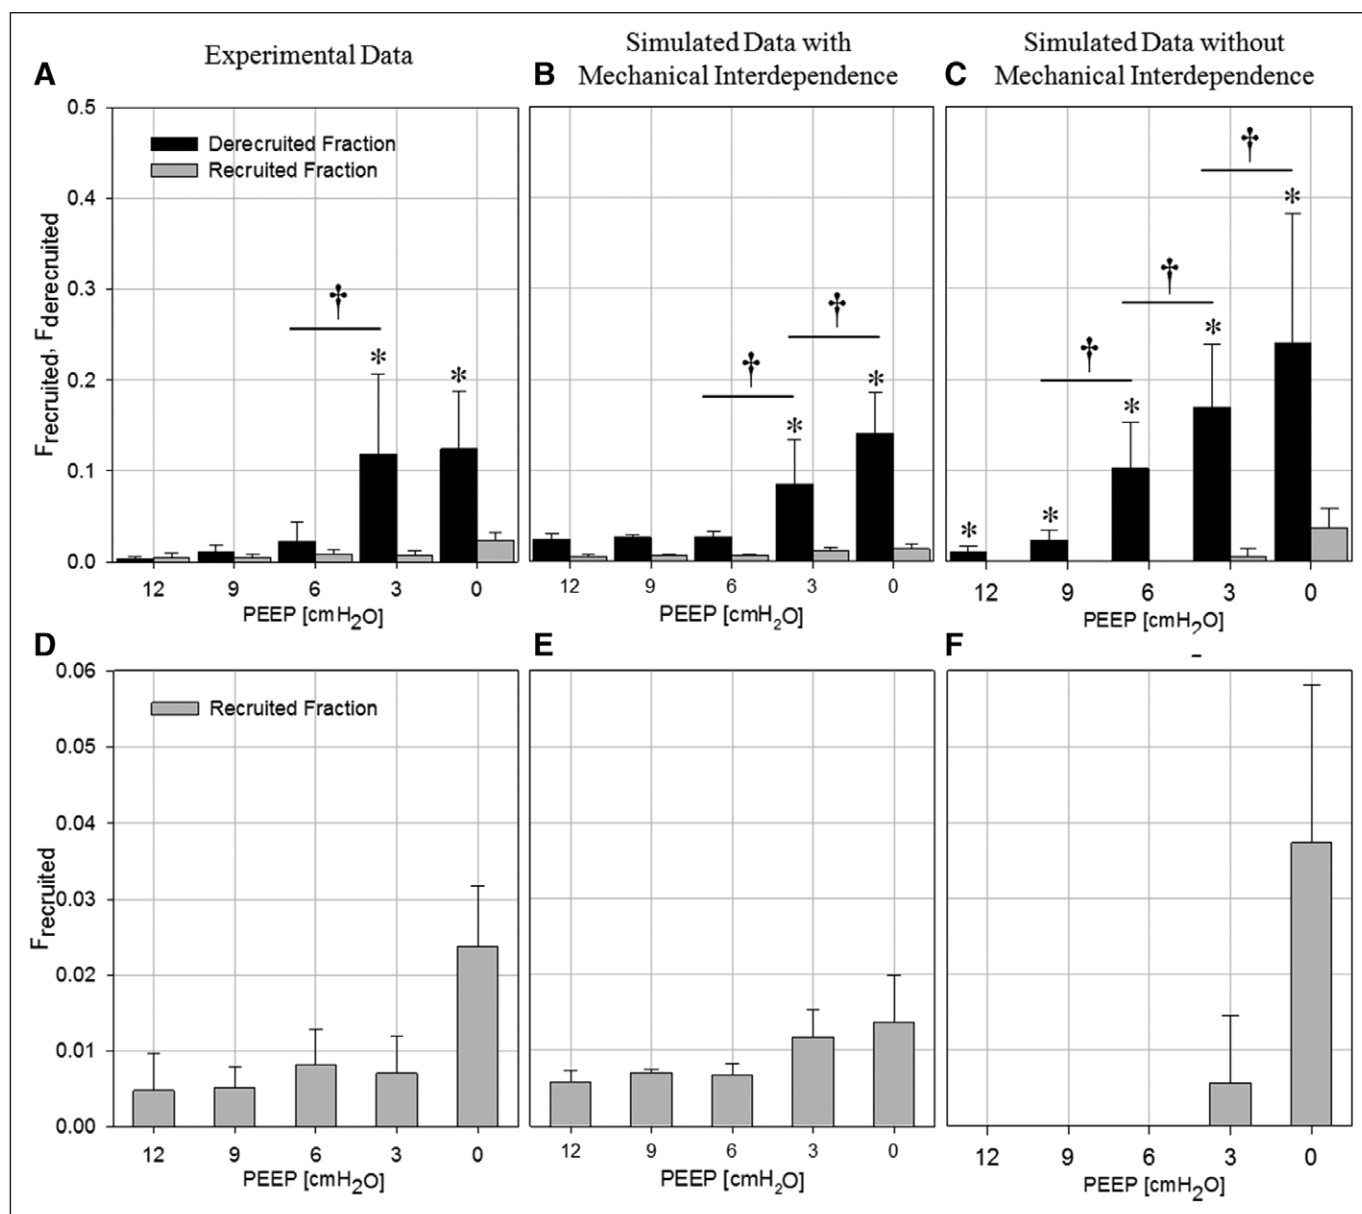 Experimental Data
Simulated Data with
Mechanical Interdependence
Simulated Data without
Mechanical Interdependence
A
B
C
Derecruited Fraction
Recruited Fraction
Frecruited, Fderecruited
0.5
0.4
0.3
0.2
0.1
0.0
†
*
*
†
†
*
*
†
†
†
*
*
*
*
*
12 9 6 3 0
12 9 6 3 0
12 9 6 3 0
PEEP [cmH2O]
PEEP [cmH2O]
PEEP [cmH2O]
D
E
F
Recruited Fraction
Frecruited
0.06
0.05
0.04
0.03
0.02
0.01
0.00
12 9 6 3 0
12 9 6 3 0
12 9 6 3 0
PEEP [cmH2O]
PEEP [cmH2O]
PEEP [cmH2O]